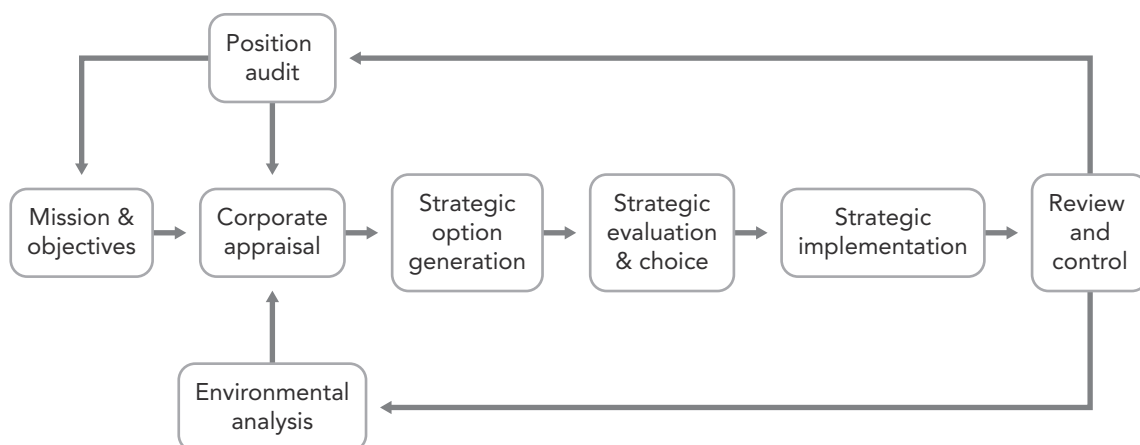 Position
audit
Mission &
objectives
Corporate
appraisal
Strategic
option
generation
Strategic
evaluation
& choice
Strategic
implementation
Review
and
control
Environmental
analysis